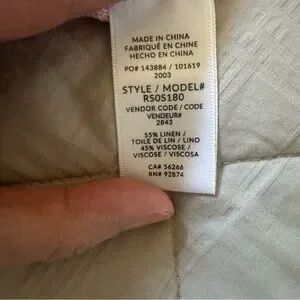 MADE IN CHINA
FABRIQUÉ EN CHINE
HECHO EN CHINA
PO# 143884 / 101619
2003
STYLE / MODEL#
RS0S180
VENDOR CODE / CODE
VENDEUR#
2843
55% LINEN /
TOILE DE LIN / LINO
45% VISCOSE /
VISCOSE / VISCOSA
CA# 56266
RN# 92874